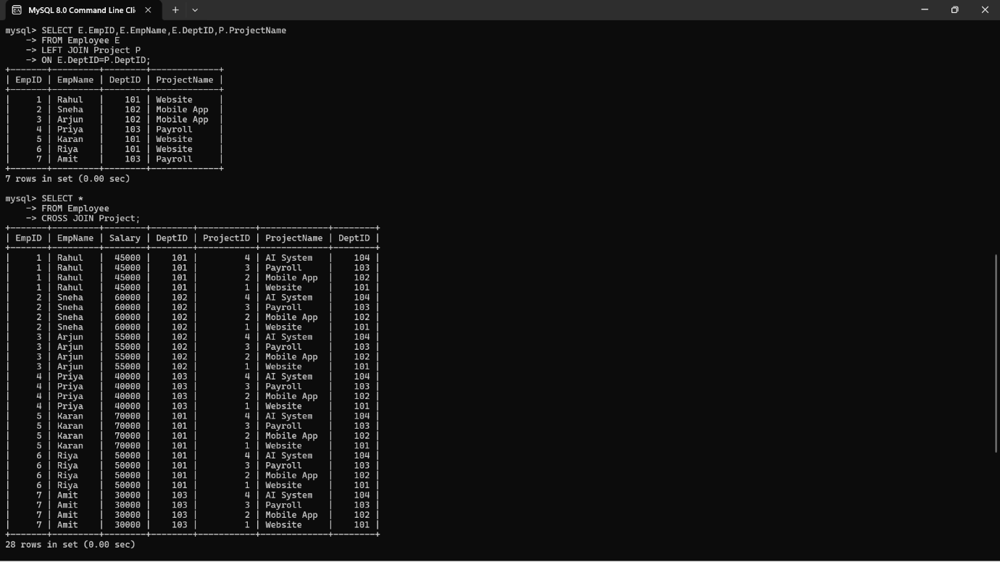 MySQL 8.0 Command Line Cli
mysql> SELECT E.EmpID,E.EmpName,E.DeptID,P.ProjectName
    -> FROM Employee E
    -> LEFT JOIN Project P
    -> ON E.DeptID=P.DeptID;
+-------+---------+--------+-------------+
| EmpID | EmpName | DeptID | ProjectName |
+-------+---------+--------+-------------+
|     1 | Rahul   |    101 | Website     |
|     2 | Sneha   |    102 | Mobile App  |
|     3 | Arjun   |    102 | Mobile App  |
|     4 | Priya   |    103 | Payroll     |
|     5 | Karan   |    101 | Website     |
|     6 | Riya    |    101 | Website     |
|     7 | Amit    |    103 | Payroll     |
+-------+---------+--------+-------------+
7 rows in set (0.00 sec)
mysql> SELECT *
    -> FROM Employee
    -> CROSS JOIN Project;
+-------+---------+--------+--------+-----------+-------------+--------+
| EmpID | EmpName | Salary | DeptID | ProjectID | ProjectName | DeptID |
+-------+---------+--------+--------+-----------+-------------+--------+
|     1 | Rahul   |  45000 |    101 |         4 | AI System   |    104 |
|     1 | Rahul   |  45000 |    101 |         3 | Payroll     |    103 |
|     1 | Rahul   |  45000 |    101 |         2 | Mobile App  |    102 |
|     1 | Rahul   |  45000 |    101 |         1 | Website     |    101 |
|     2 | Sneha   |  60000 |    102 |         4 | AI System   |    104 |
|     2 | Sneha   |  60000 |    102 |         3 | Payroll     |    103 |
|     2 | Sneha   |  60000 |    102 |         2 | Mobile App  |    102 |
|     2 | Sneha   |  60000 |    102 |         1 | Website     |    101 |
|     3 | Arjun   |  55000 |    102 |         4 | AI System   |    104 |
|     3 | Arjun   |  55000 |    102 |         3 | Payroll     |    103 |
|     3 | Arjun   |  55000 |    102 |         2 | Mobile App  |    102 |
|     3 | Arjun   |  55000 |    102 |         1 | Website     |    101 |
|     4 | Priya   |  40000 |    103 |         4 | AI System   |    104 |
|     4 | Priya   |  40000 |    103 |         3 | Payroll     |    103 |
|     4 | Priya   |  40000 |    103 |         2 | Mobile App  |    102 |
|     4 | Priya   |  40000 |    103 |         1 | Website     |    101 |
|     5 | Karan   |  70000 |    101 |         4 | AI System   |    104 |
|     5 | Karan   |  70000 |    101 |         3 | Payroll     |    103 |
|     5 | Karan   |  70000 |    101 |         2 | Mobile App  |    102 |
|     5 | Karan   |  70000 |    101 |         1 | Website     |    101 |
|     6 | Riya    |  50000 |    101 |         4 | AI System   |    104 |
|     6 | Riya    |  50000 |    101 |         3 | Payroll     |    103 |
|     6 | Riya    |  50000 |    101 |         2 | Mobile App  |    102 |
|     6 | Riya    |  50000 |    101 |         1 | Website     |    101 |
|     7 | Amit    |  30000 |    103 |         4 | AI System   |    104 |
|     7 | Amit    |  30000 |    103 |         3 | Payroll     |    103 |
|     7 | Amit    |  30000 |    103 |         2 | Mobile App  |    102 |
|     7 | Amit    |  30000 |    103 |         1 | Website     |    101 |
+-------+---------+--------+--------+-----------+-------------+--------+
28 rows in set (0.00 sec)